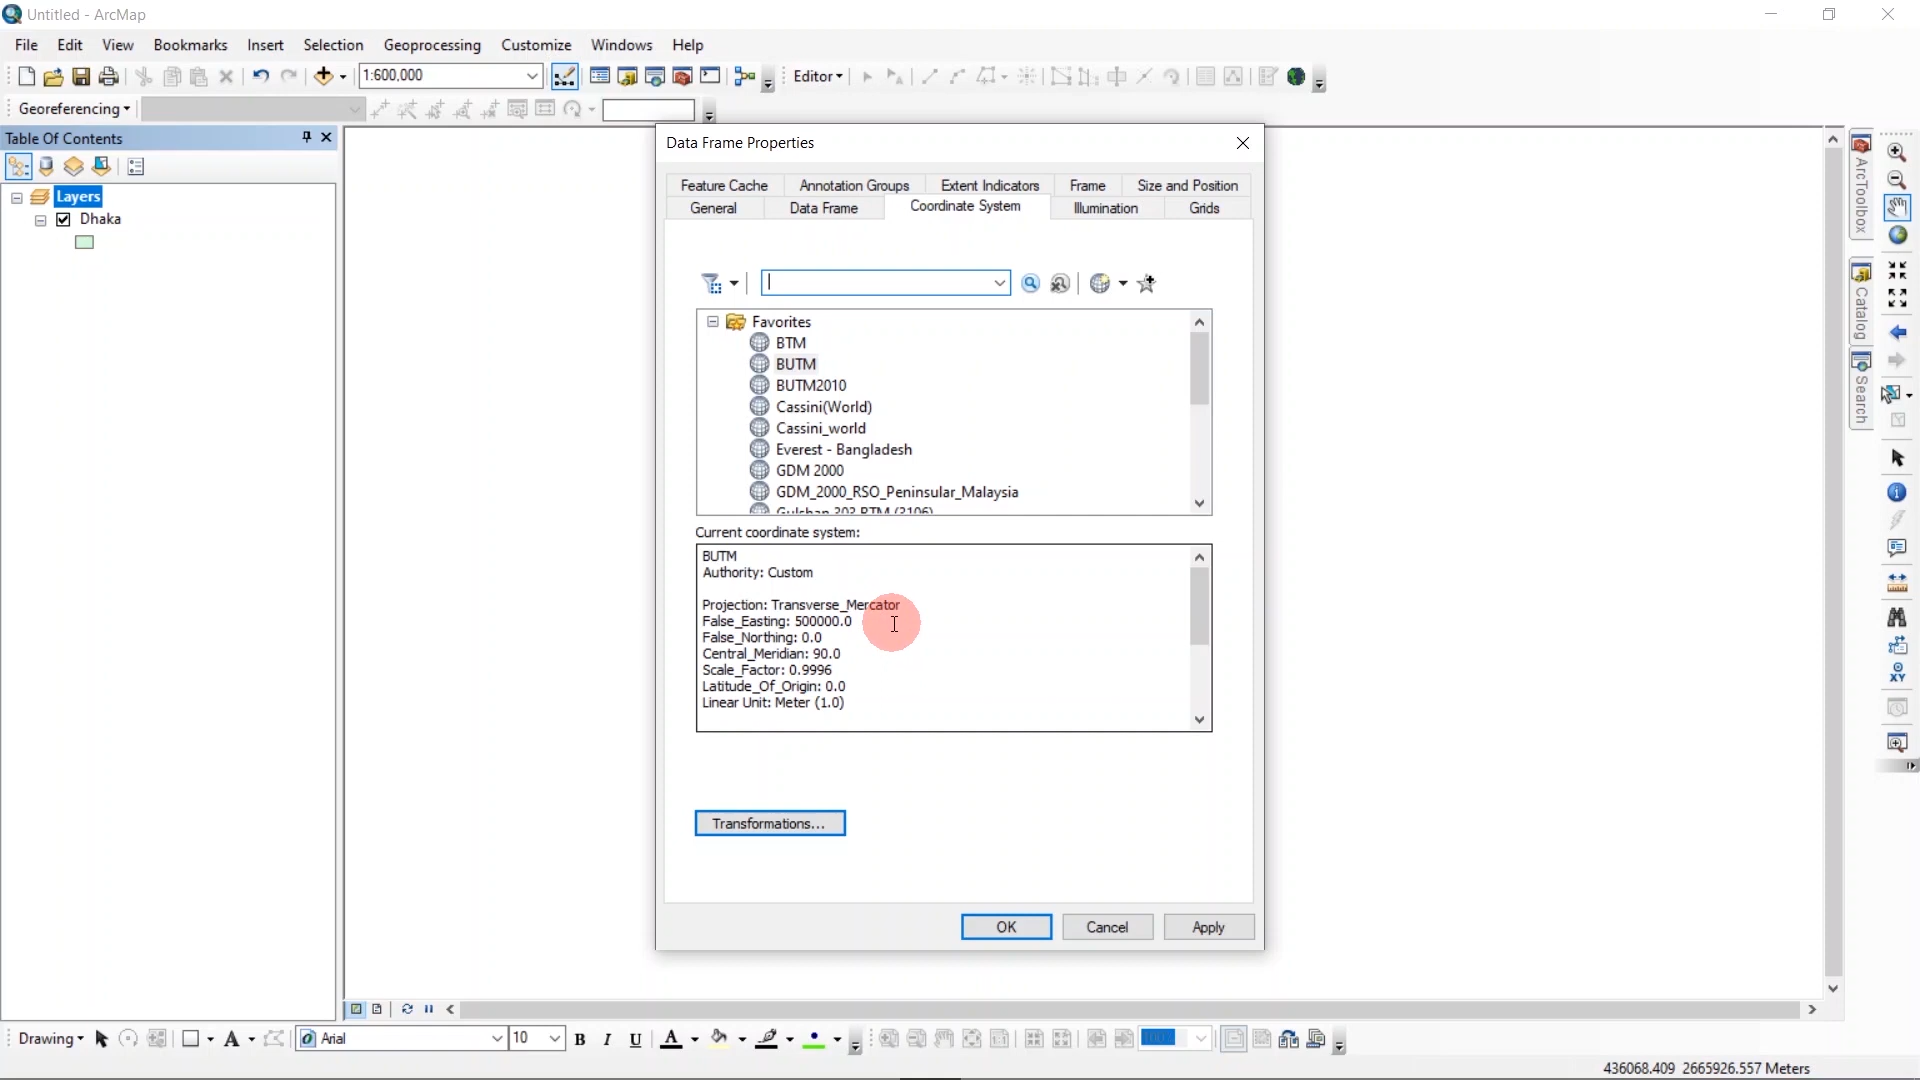 Untitled - ArcMap
File Edit View Bookmarks Insert Selection Geoprocessing Customize Windows Help
1:600,000 Editor
Georeferencing
Table Of Contents
Layers
Dhaka
Data Frame Properties
Feature Cache Annotation Groups Extent Indicators Frame Size and Position
General Data Frame Coordinate System Illumination Grids
Favorites
BTM
BUTM
BUTM2010
Cassini(World)
Cassini_world
Everest - Bangladesh
GDM 2000
GDM_2000_RSO_Peninsular_Malaysia
Current coordinate system:
BUTM
Authority: Custom
Projection: Transverse_Mercator
False_Easting: 500000.0
False_Northing: 0.0
Central_Meridian: 90.0
Scale_Factor: 0.9996
Latitude_Of_Origin: 0.0
Linear Unit: Meter (1.0)
Transformations...
OK Cancel Apply
ArcToolbox
Catalog
Search
XY
Drawing A Arial 10 B I U A
436068.409 2665926.557 Meters